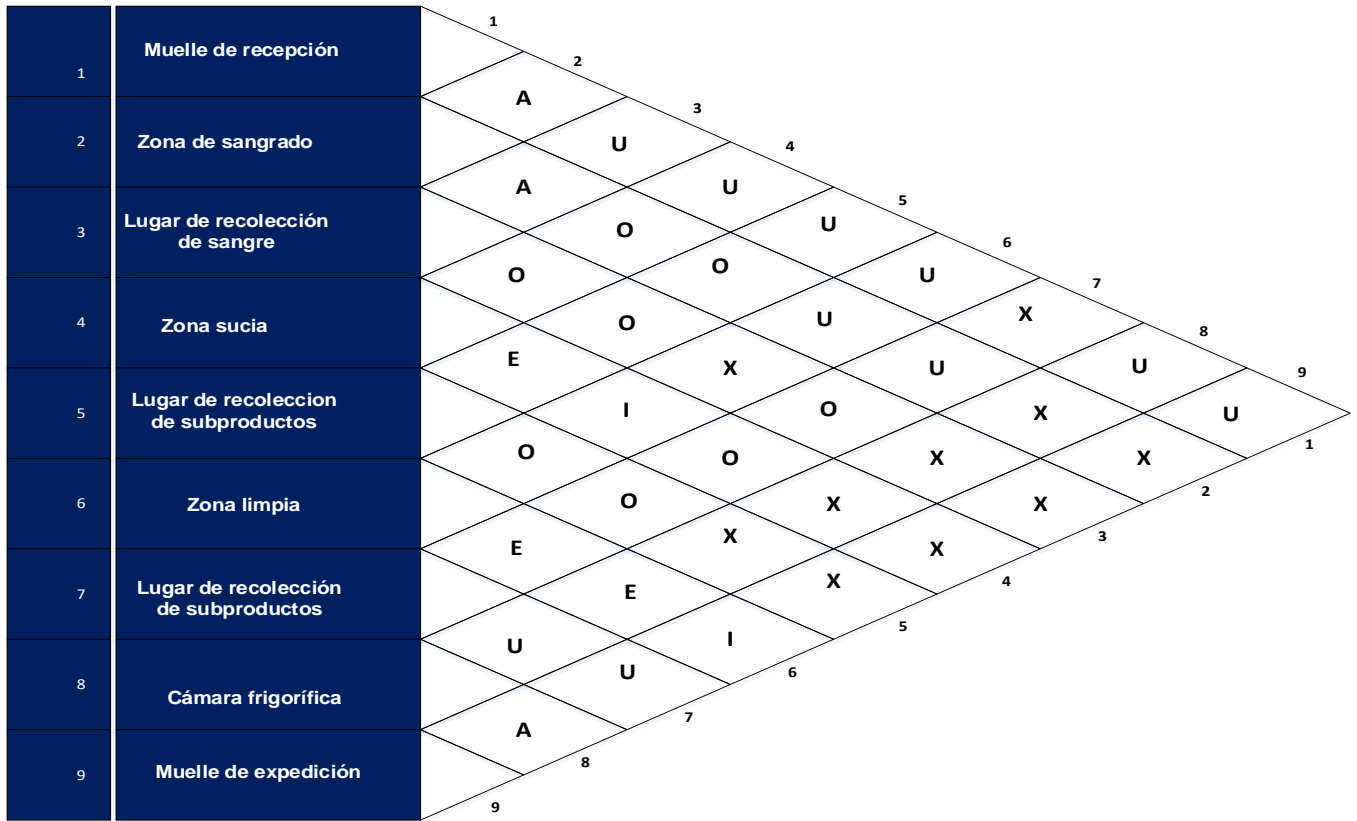 1
Muelle de recepción
2
Zona de sangrado
3
Lugar de recolección
de sangre
4
Zona sucia
5
Lugar de recoleccion
de subproductos
6
Zona limpia
7
Lugar de recolección
de subproductos
8
Cámara frigorífica
9
Muelle de expedición
1
2
3
4
5
6
7
8
9
A
U
A
U
O
U
O
O
U
O
U
X
E
X
U
U
I
O
X
U
O
O
X
X
O
X
X
E
X
X
E
X
U
I
U
A
1
2
3
4
5
6
7
8
9